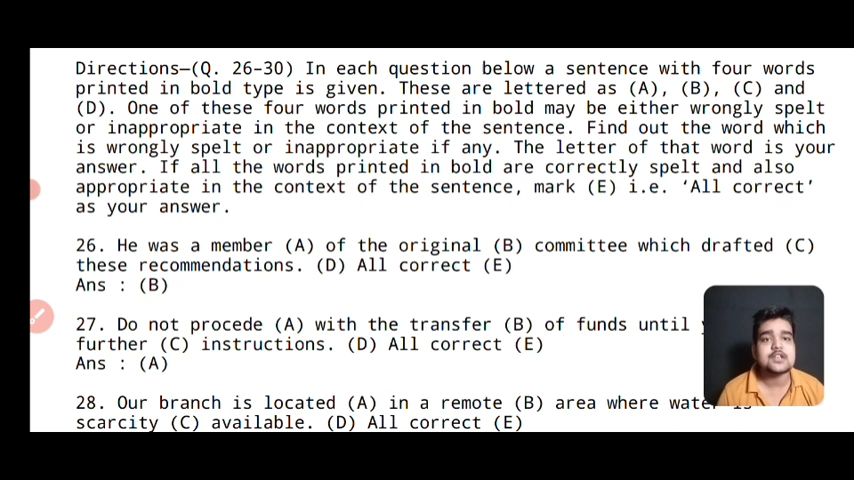 Directions—(Q. 26–30) In each question below a sentence with four words
printed in bold type is given. These are lettered as (A), (B), (C) and
(D). One of these four words printed in bold may be either wrongly spelt
or inappropriate in the context of the sentence. Find out the word which
is wrongly spelt or inappropriate if any. The letter of that word is your
answer. If all the words printed in bold are correctly spelt and also
appropriate in the context of the sentence, mark (E) i.e. ‘All correct’
as your answer.
26. He was a member (A) of the original (B) committee which drafted (C)
these recommendations. (D) All correct (E)
Ans : (B)
27. Do not procede (A) with the transfer (B) of funds until
further (C) instructions. (D) All correct (E)
Ans : (A)
28. Our branch is located (A) in a remote (B) area where water is
scarcity (C) available. (D) All correct (E)